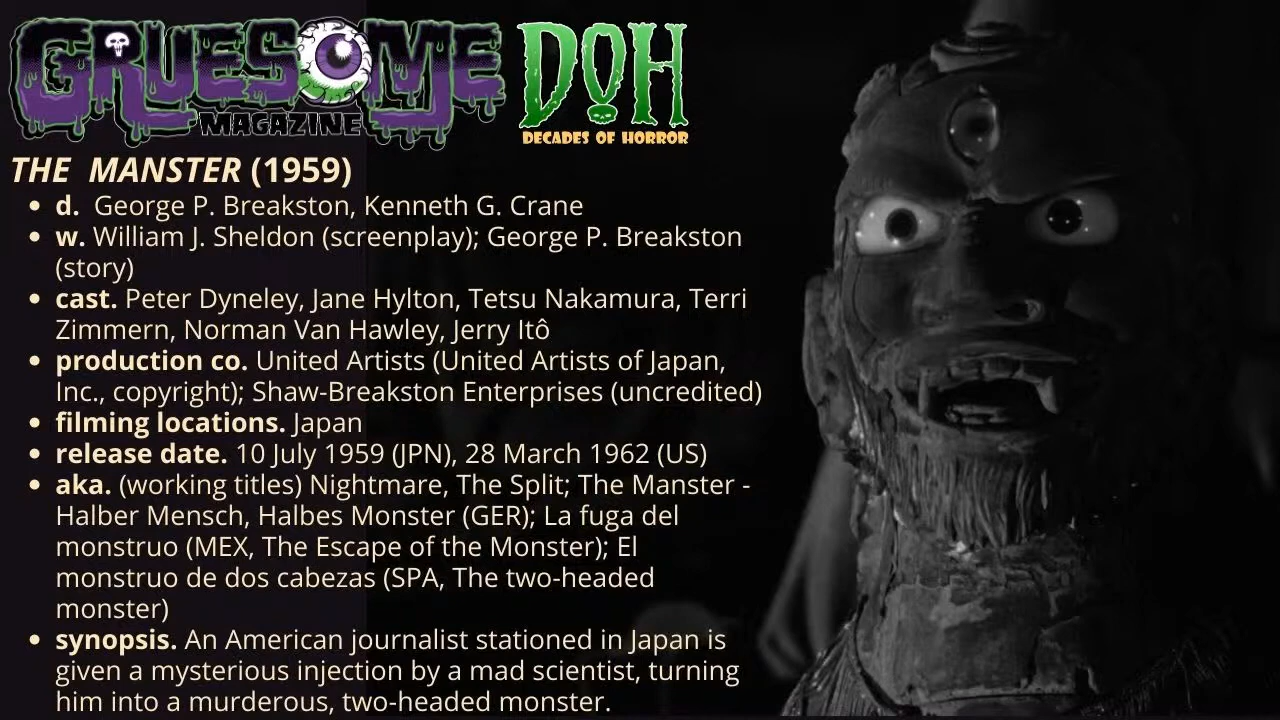 GRUESOME
MAGAZINE
DOH
DECADES OF HORROR
THE MANSTER (1959)
• d. George P. Breakston, Kenneth G. Crane
• w. William J. Sheldon (screenplay); George P. Breakston
(story)
• cast. Peter Dyneley, Jane Hylton, Tetsu Nakamura, Terri
Zimmern, Norman Van Hawley, Jerry Itô
• production co. United Artists (United Artists of Japan,
Inc., copyright); Shaw-Breakston Enterprises (uncredited)
• filming locations. Japan
• release date. 10 July 1959 (JPN), 28 March 1962 (US)
• aka. (working titles) Nightmare, The Split; The Manster -
Halber Mensch, Halbes Monster (GER); La fuga del
monstruo (MEX, The Escape of the Monster); El
monstruo de dos cabezas (SPA, The two-headed
monster)
• synopsis. An American journalist stationed in Japan is
given a mysterious injection by a mad scientist, turning
him into a murderous, two-headed monster.